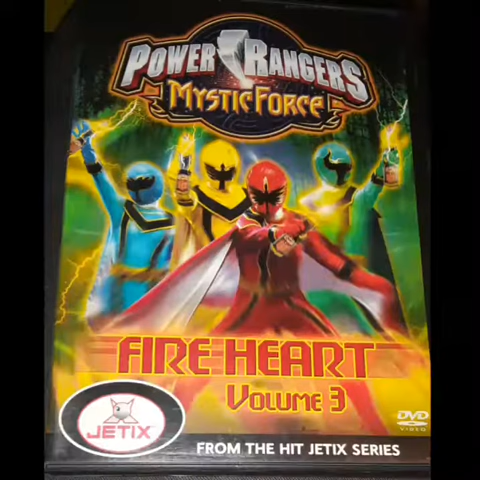 POWER RANGERS
MYSTIC FORCE
FIRE HEART
VOLUME 3
JETIX
DVD
VIDEO
FROM THE HIT JETIX SERIES